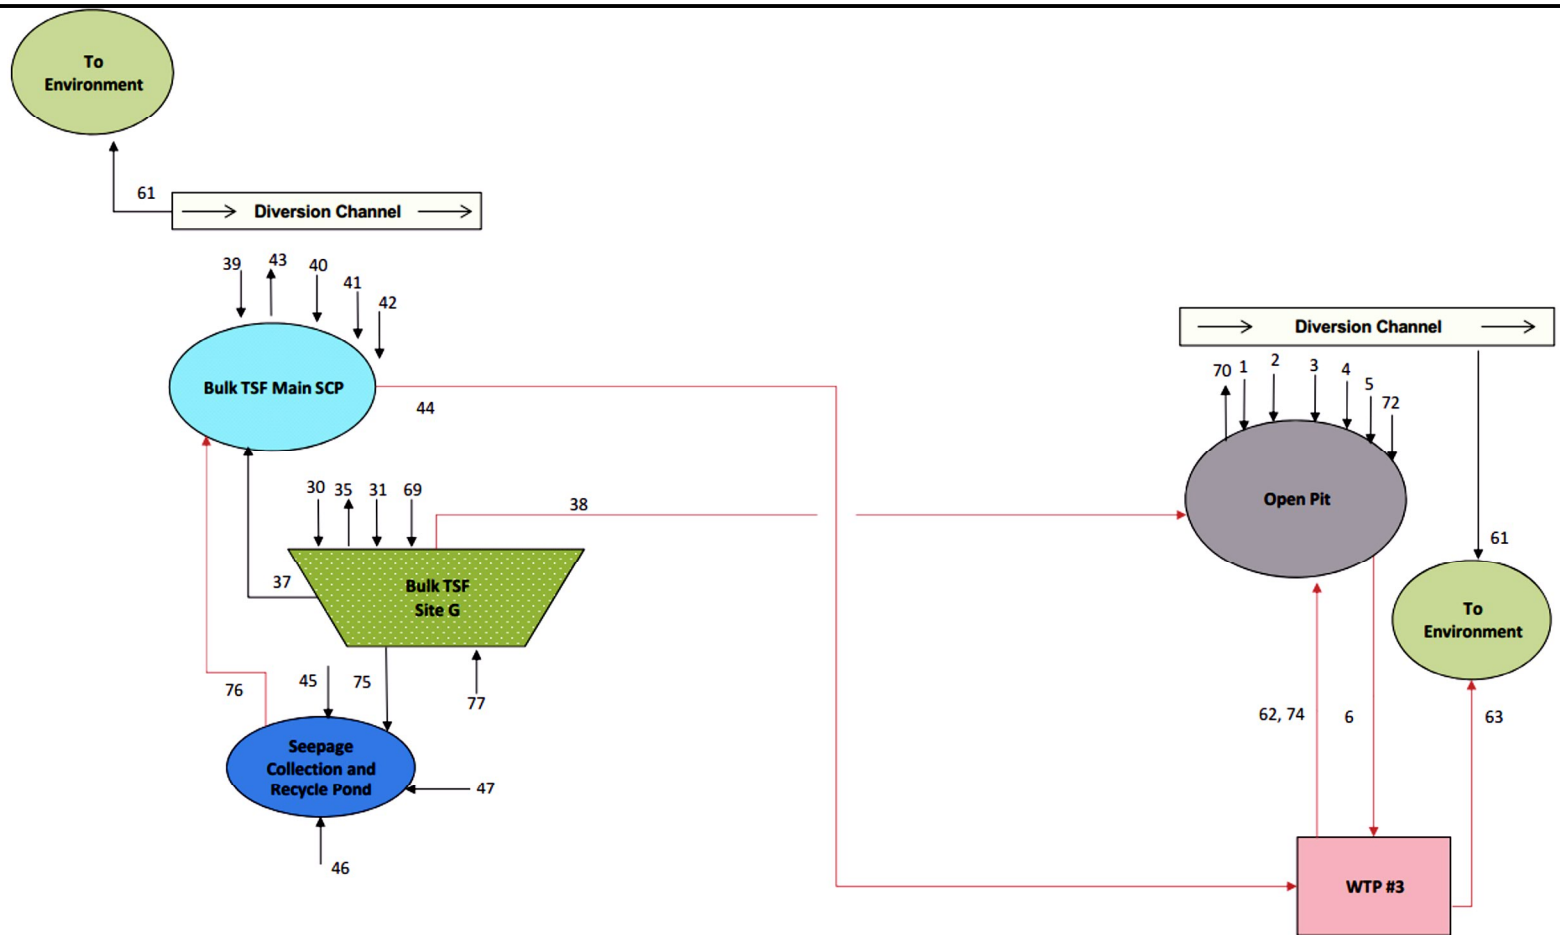 To
Environment
61
Diversion Channel
39
43
40
41
42
Bulk TSF Main SCP
44
Diversion Channel
70
1
2
3
4
5
72
Open Pit
30
35
31
69
38
37
Bulk TSF
Site G
61
To
Environment
76
45
75
77
62, 74
6
63
Seepage
Collection and
Recycle Pond
47
46
WTP #3